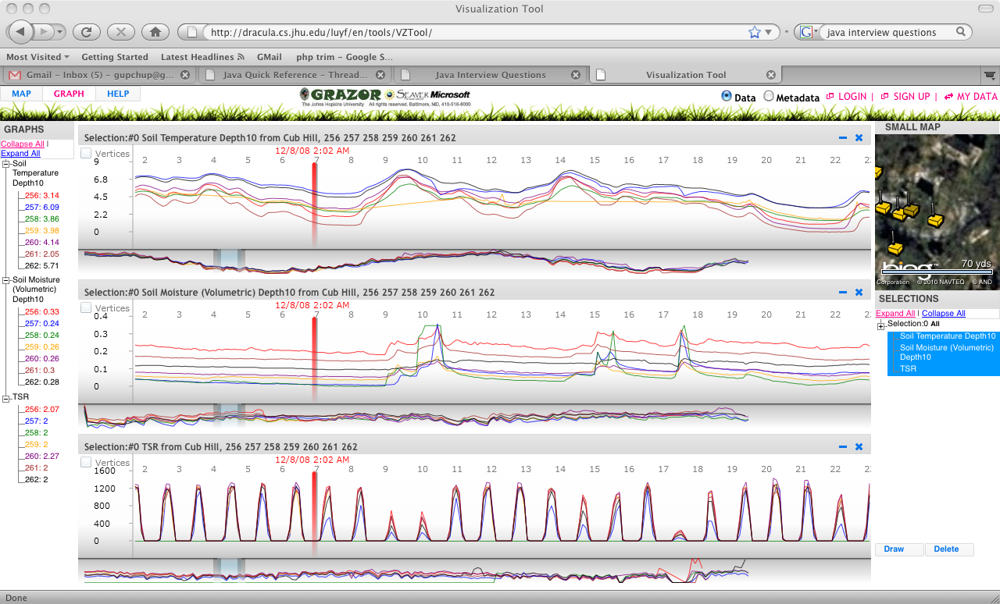 Visualization Tool
http://dracula.cs.jhu.edu/luyf/en/tools/VZTool/
java interview questions
Most Visited Getting Started Latest Headlines GMail php trim - Google S...
Gmail - Inbox (5) - gupchup@g... Java Quick Reference - Thread... Java Interview Questions Visualization Tool
MAP GRAPH HELP
GRAZOR SEAVER Microsoft
The Johns Hopkins University All rights reserved. Baltimore, MD, 410-516-8000
Data Metadata LOGIN | SIGN UP | MY DATA
GRAPHS
Collapse All |
Expand All
Soil
Temperature
Depth10
256: 3.14
257: 6.09
258: 3.86
259: 3.98
260: 4.14
261: 2.05
262: 5.71
Soil Moisture
(Volumetric)
Depth10
256: 0.33
257: 0.24
258: 0.24
259: 0.26
260: 0.26
261: 0.3
262: 0.28
TSR
256: 2.07
257: 2
258: 2
259: 2
260: 2.27
261: 2
262: 2
Selection:#0 Soil Temperature Depth10 from Cub Hill, 256 257 258 259 260 261 262
Vertices
12/8/08 2:02 AM
2 3 4 5 6 7 8 9 10 11 12 13 14 15 16 17 18 19 20 21 22 23
9
6.8
4.5
2.2
0
Selection:#0 Soil Moisture (Volumetric) Depth10 from Cub Hill, 256 257 258 259 260 261 262
Vertices
12/8/08 2:02 AM
2 3 4 5 6 7 8 9 10 11 12 13 14 15 16 17 18 19 20 21 22 23
0.4
0.3
0.2
0.1
0
Selection:#0 TSR from Cub Hill, 256 257 258 259 260 261 262
Vertices
12/8/08 2:02 AM
2 3 4 5 6 7 8 9 10 11 12 13 14 15 16 17 18 19 20 21 22 23
1600
1200
800
400
0
SMALL MAP
bing™
70 yds
Corporation © 2010 NAVTEQ © AND
SELECTIONS
Expand All | Collapse All
Selection:0 All
Soil Temperature Depth10
Soil Moisture (Volumetric)
Depth10
TSR
Draw Delete
Done